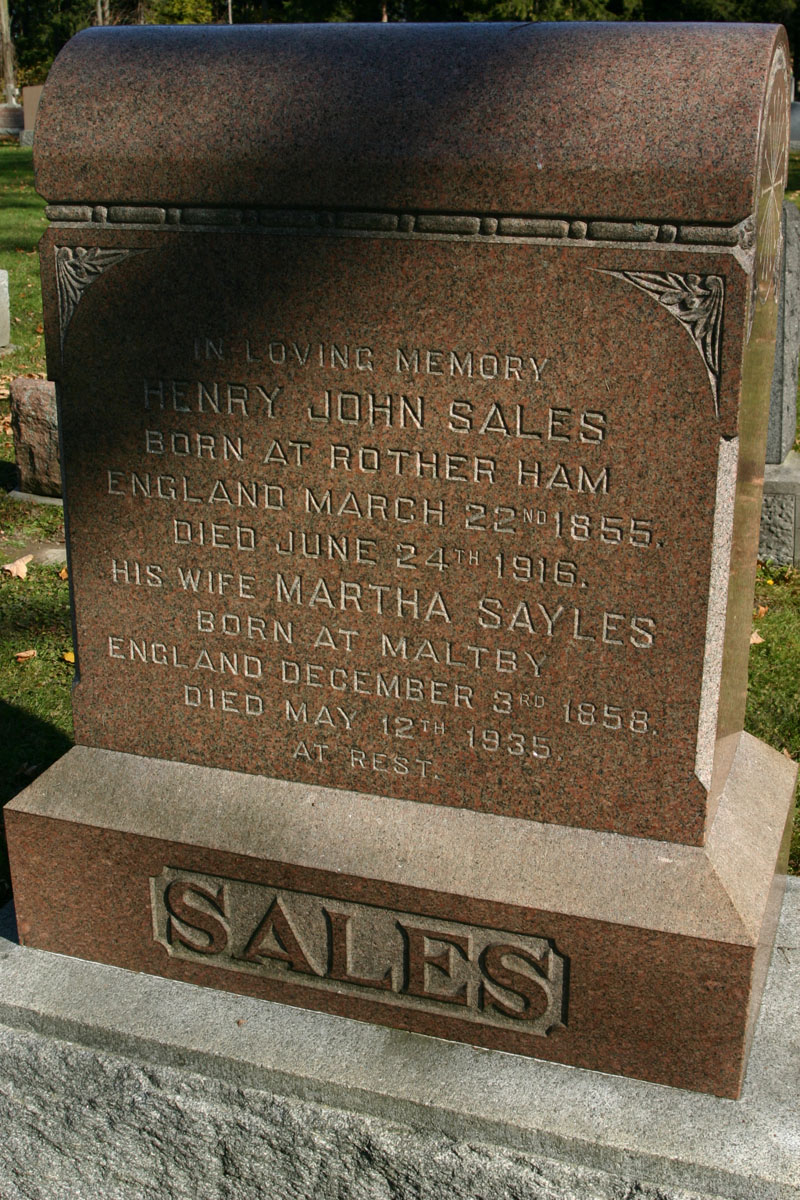 IN LOVING MEMORY
HENRY JOHN SALES
BORN AT ROTHER HAM
ENGLAND MARCH 22ND 1855.
DIED JUNE 24TH 1916.
HIS WIFE MARTHA SAYLES
BORN AT MALTBY
ENGLAND DECEMBER 3RD 1858.
DIED MAY 12TH 1935.
AT REST.
SALES